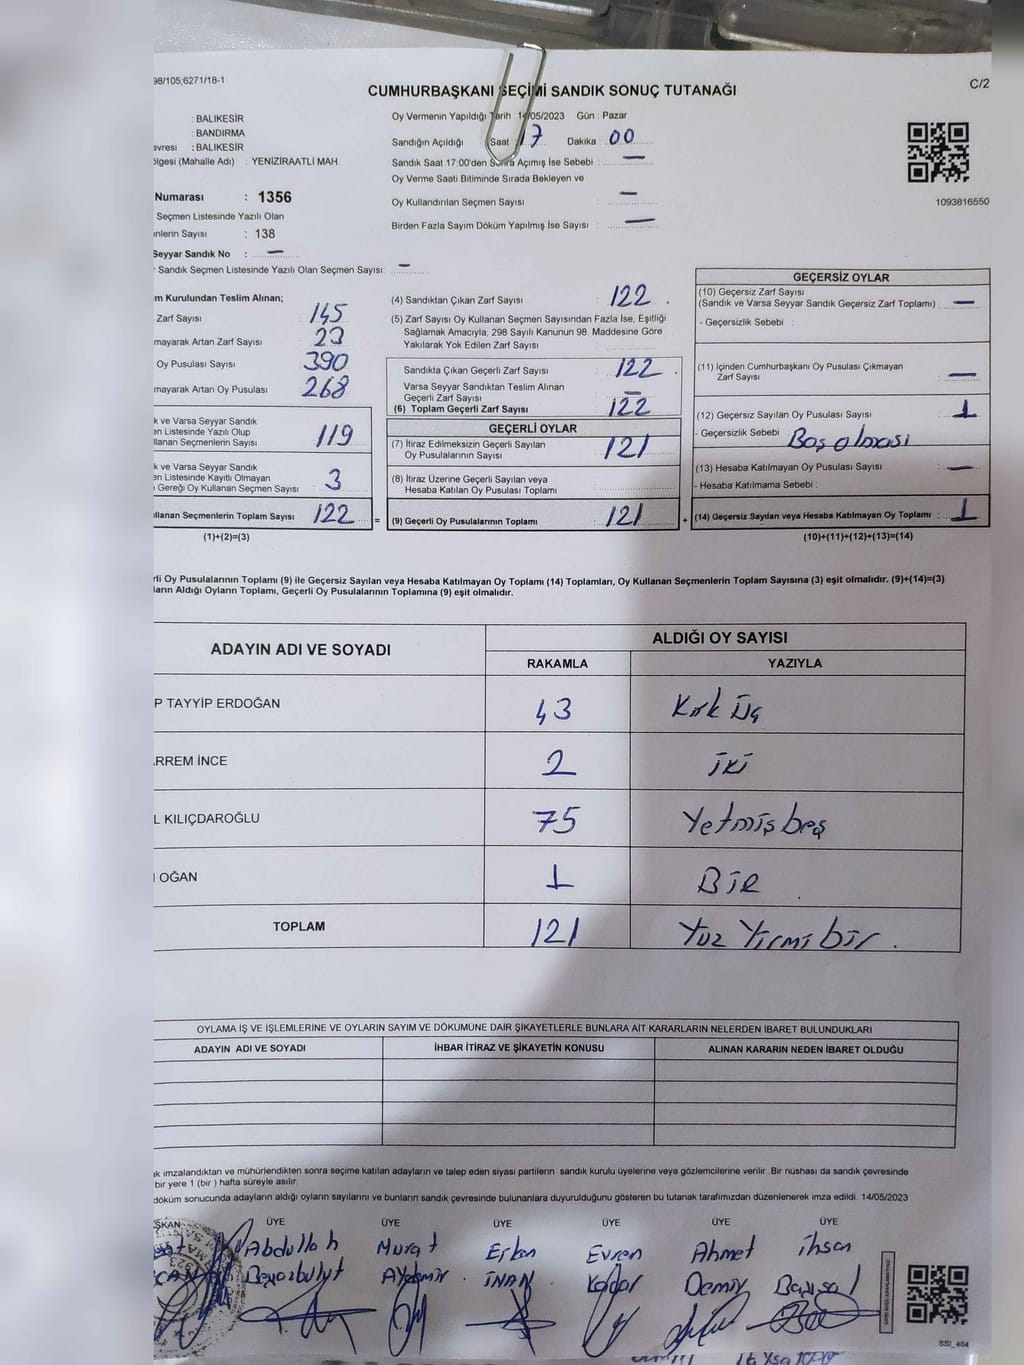 98/105;6271/18-1
C/2
CUMHURBAŞKANI SEÇİMİ SANDIK SONUÇ TUTANAĞI
: BALIKESİR
: BANDIRMA
evresi : BALIKESİR
ölgesi (Mahalle Adı) : YENİZİRAATLİ MAH.
Numarası : 1356
Seçmen Listesinde Yazılı Olan
nlerin Sayısı : 138
Seyyar Sandık No : —
r Sandık Seçmen Listesinde Yazılı Olan Seçmen Sayısı: —
Oy Vermenin Yapıldığı Tarih : 14/05/2023 Gün : Pazar
Sandığın Açıldığı Saat 17 Dakika : 00
Sandık Saat 17:00'den Sonra Açımış İse Sebebi : —
Oy Verme Saati Bitiminde Sırada Bekleyen ve
Oy Kullandırılan Seçmen Sayısı : —
Birden Fazla Sayım Döküm Yapılmış İse Sayısı : —
1093816550
m Kurulundan Teslim Alınan;
Zarf Sayısı 145
mayarak Artan Zarf Sayısı 23
Oy Pusulası Sayısı 390
mayarak Artan Oy Pusulası 268
k ve Varsa Seyyar Sandık
en Listesinde Yazılı Olup
llanan Seçmenlerin Sayısı 119
k ve Varsa Seyyar Sandık
en Listesinde Kayıtlı Olmayan
ı Gereği Oy Kullanan Seçmen Sayısı 3
llanan Seçmenlerin Toplam Sayısı 122 =
(1)+(2)=(3)
(4) Sandıktan Çıkan Zarf Sayısı : 122 .
(5) Zarf Sayısı Oy Kullanan Seçmen Sayısından Fazla İse, Eşitliği
Sağlamak Amacıyla, 298 Sayılı Kanunun 98. Maddesine Göre
Yakılarak Yok Edilen Zarf Sayısı :
Sandıkta Çıkan Geçerli Zarf Sayısı : 122 .
Varsa Seyyar Sandıktan Teslim Alınan
Geçerli Zarf Sayısı : —
(6) Toplam Geçerli Zarf Sayısı : 122
GEÇERLİ OYLAR
(7) İtiraz Edilmeksizin Geçerli Sayılan
Oy Pusulalarının Sayısı : 121
(8) İtiraz Üzerine Geçerli Sayılan veya
Hesaba Katılan Oy Pusulası Toplamı :
(9) Geçerli Oy Pusulalarının Toplamı : 121 +
GEÇERSİZ OYLAR
(10) Geçersiz Zarf Sayısı
(Sandık ve Varsa Seyyar Sandık Geçersiz Zarf Toplamı) : —
- Geçersizlik Sebebi :
(11) İçinden Cumhurbaşkanı Oy Pusulası Çıkmayan
Zarf Sayısı : —
(12) Geçersiz Sayılan Oy Pusulası Sayısı : 1
- Geçersizlik Sebebi : Boş olması
(13) Hesaba Katılmayan Oy Pusulası Sayısı : —
- Hesaba Katılmama Sebebi :
(14) Geçersiz Sayılan veya Hesaba Katılmayan Oy Toplamı : 1
(10)+(11)+(12)+(13)=(14)
rli Oy Pusulalarının Toplamı (9) ile Geçersiz Sayılan veya Hesaba Katılmayan Oy Toplamı (14) Toplamları, Oy Kullanan Seçmenlerin Toplam Sayısına (3) eşit olmalıdır. (9)+(14)=(3)
ların Aldığı Oyların Toplamı, Geçerli Oy Pusulalarının Toplamına (9) eşit olmalıdır.
ADAYIN ADI VE SOYADI
ALDIĞI OY SAYISI
RAKAMLA YAZIYLA
P TAYYİP ERDOĞAN 43 Kırk Üç
RREM İNCE 2 İki
L KILIÇDAROĞLU 75 Yetmişbeş
OĞAN 1 BİR
TOPLAM 121 Yüz Yirmi bir .
OYLAMA İŞ VE İŞLEMLERİNE VE OYLARIN SAYIM VE DÖKÜMÜNE DAİR ŞİKAYETLERLE BUNLARA AİT KARARLARIN NELERDEN İBARET BULUNDUKLARI
ADAYIN ADI VE SOYADI İHBAR İTİRAZ VE ŞİKAYETİN KONUSU ALINAN KARARIN NEDEN İBARET OLDUĞU
k imzalandıktan ve mühürlendikten sonra seçime katılan adayların ve talep eden siyasi partilerin sandık kurulu üyelerine veya gözlemcilerine verilir. Bir nüshası da sandık çevresinde
bir yere 1 (bir ) hafta süreyle asılır.
döküm sonucunda adayların aldığı oyların sayılarını ve bunların sandık çevresinde bulunanlara duyurulduğunu gösteren bu tutanak tarafımızdan düzenlenerek imza edildi. 14/05/2023
ŞKAN ÜYE ÜYE ÜYE ÜYE ÜYE ÜYE
Abdullah Murat Erkan Evren Ahmet İhsan
Beyazbulut Aydemir İNAN Demir Baysal
SSI_404